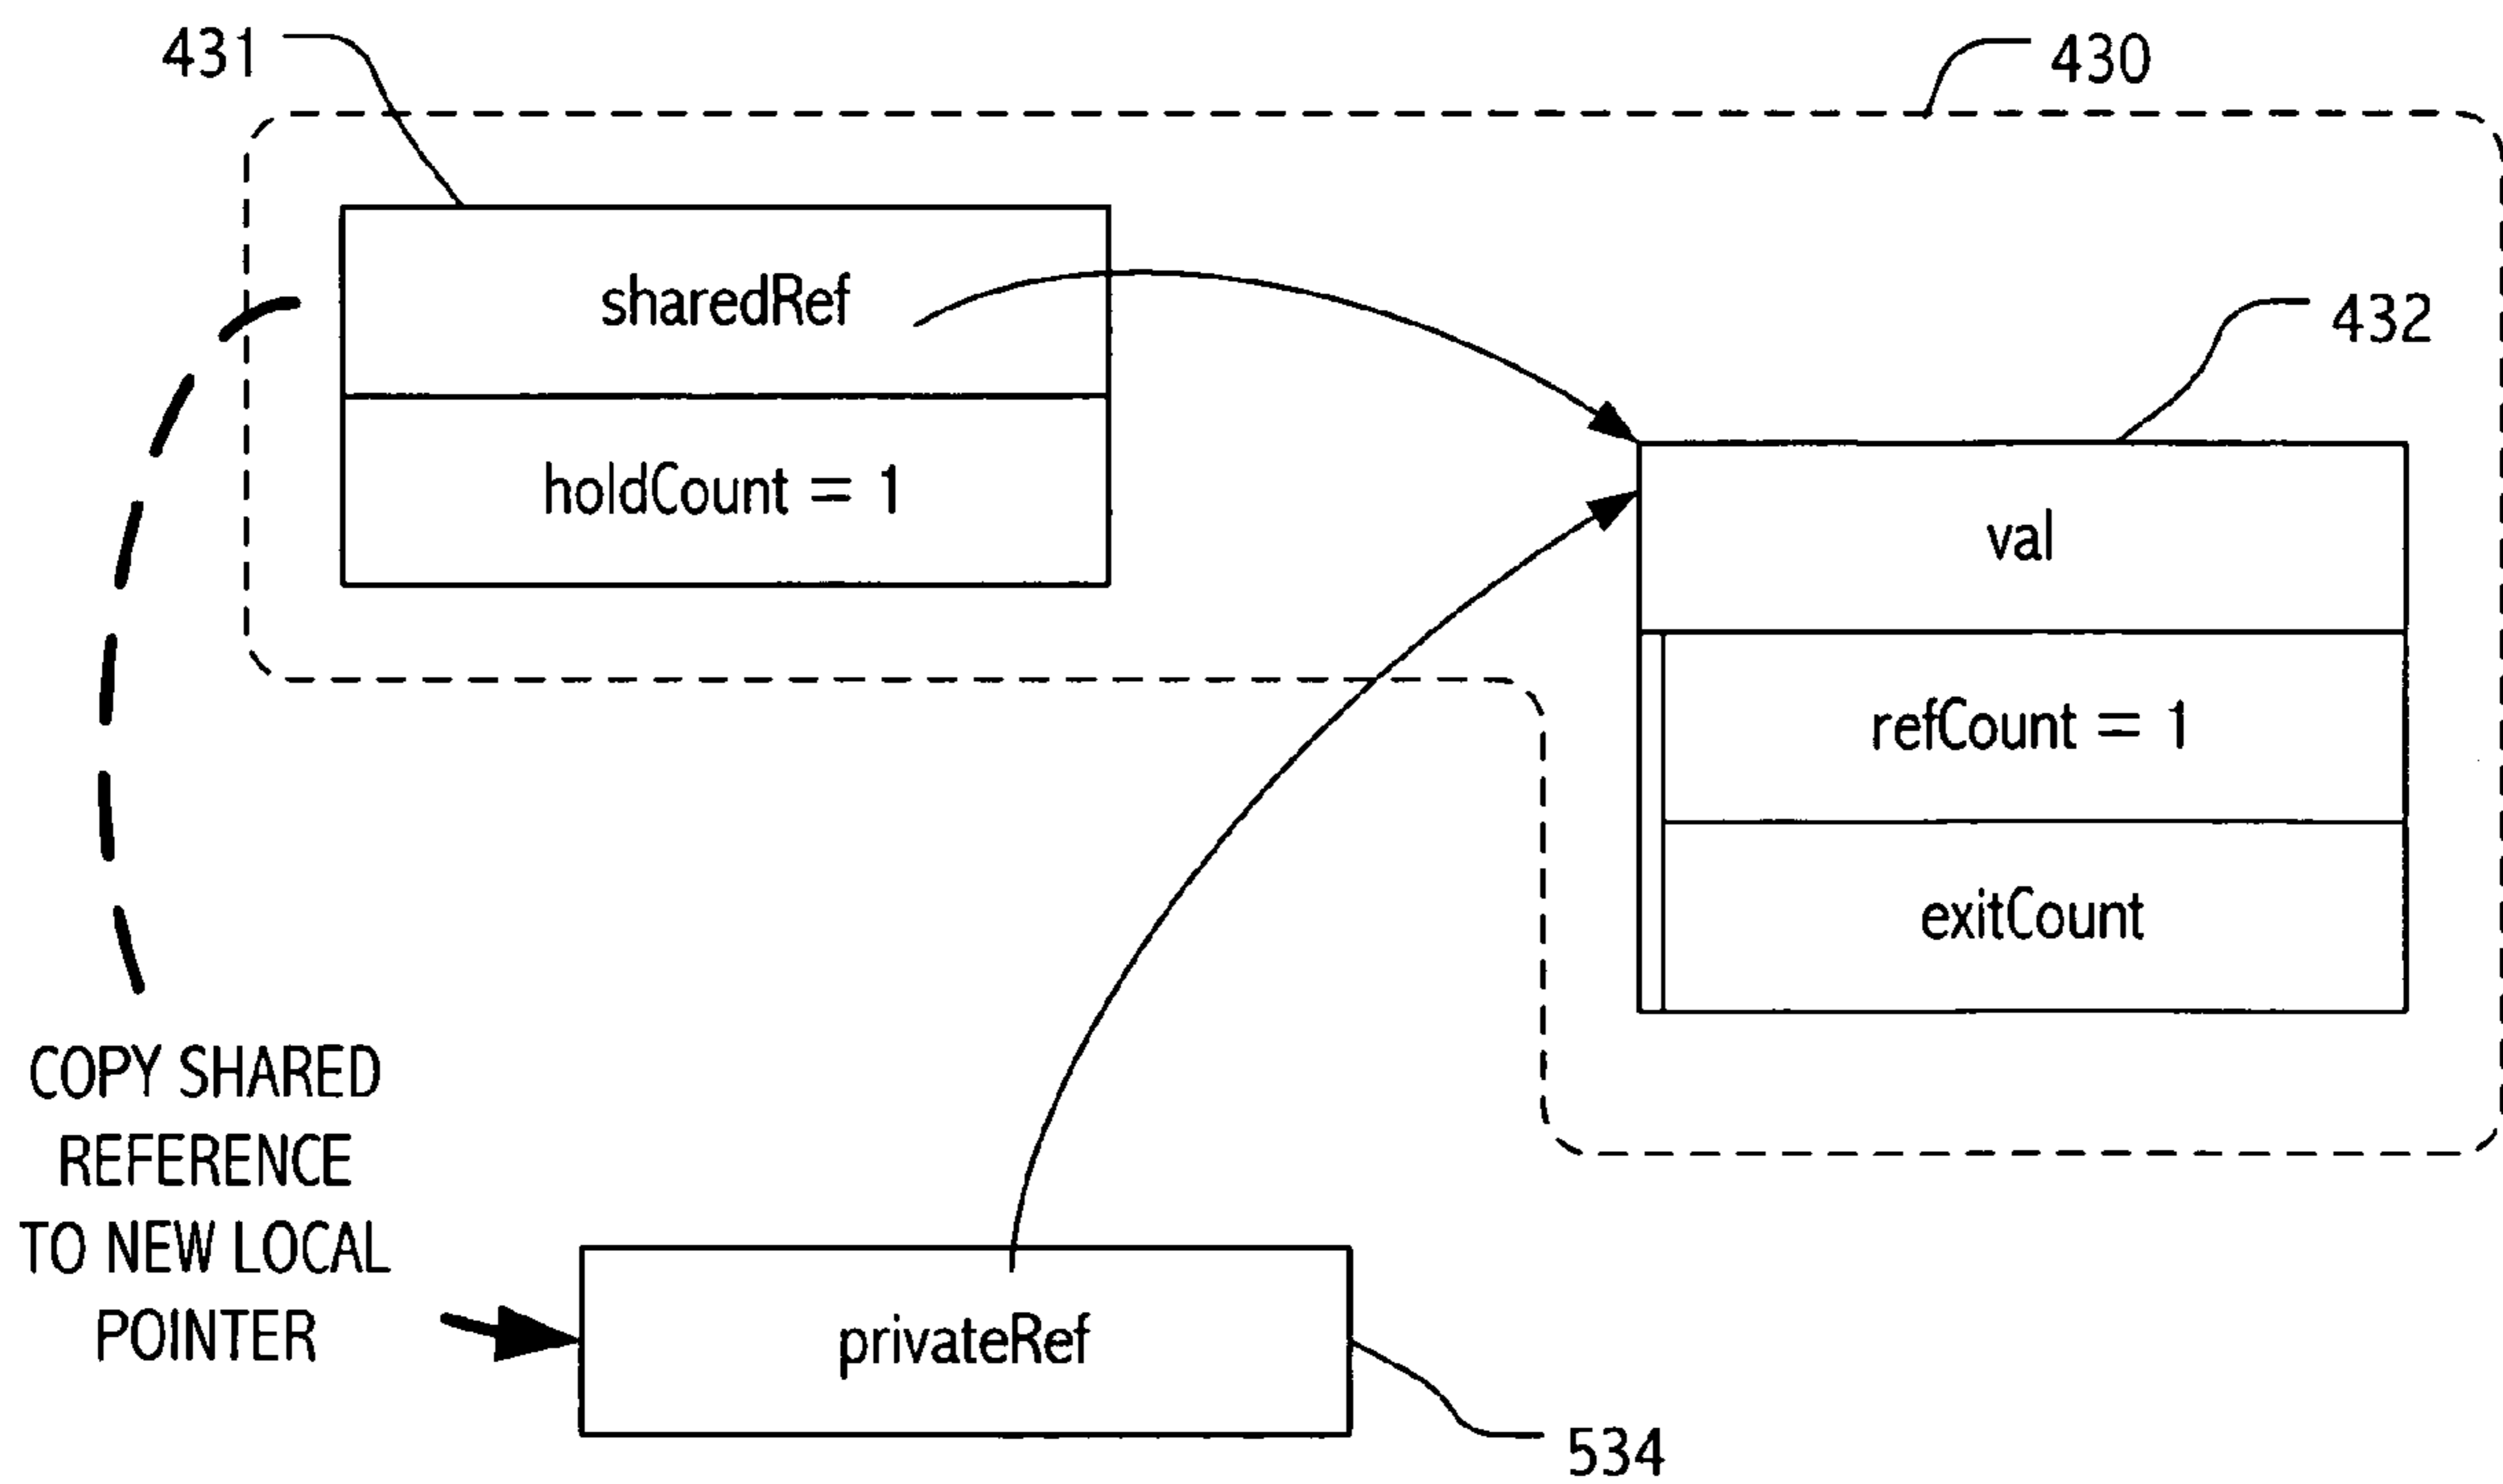 431
430
sharedRef
432
holdCount = 1
val
refCount = 1
exitCount
COPY SHARED
REFERENCE
TO NEW LOCAL
POINTER
privateRef
534